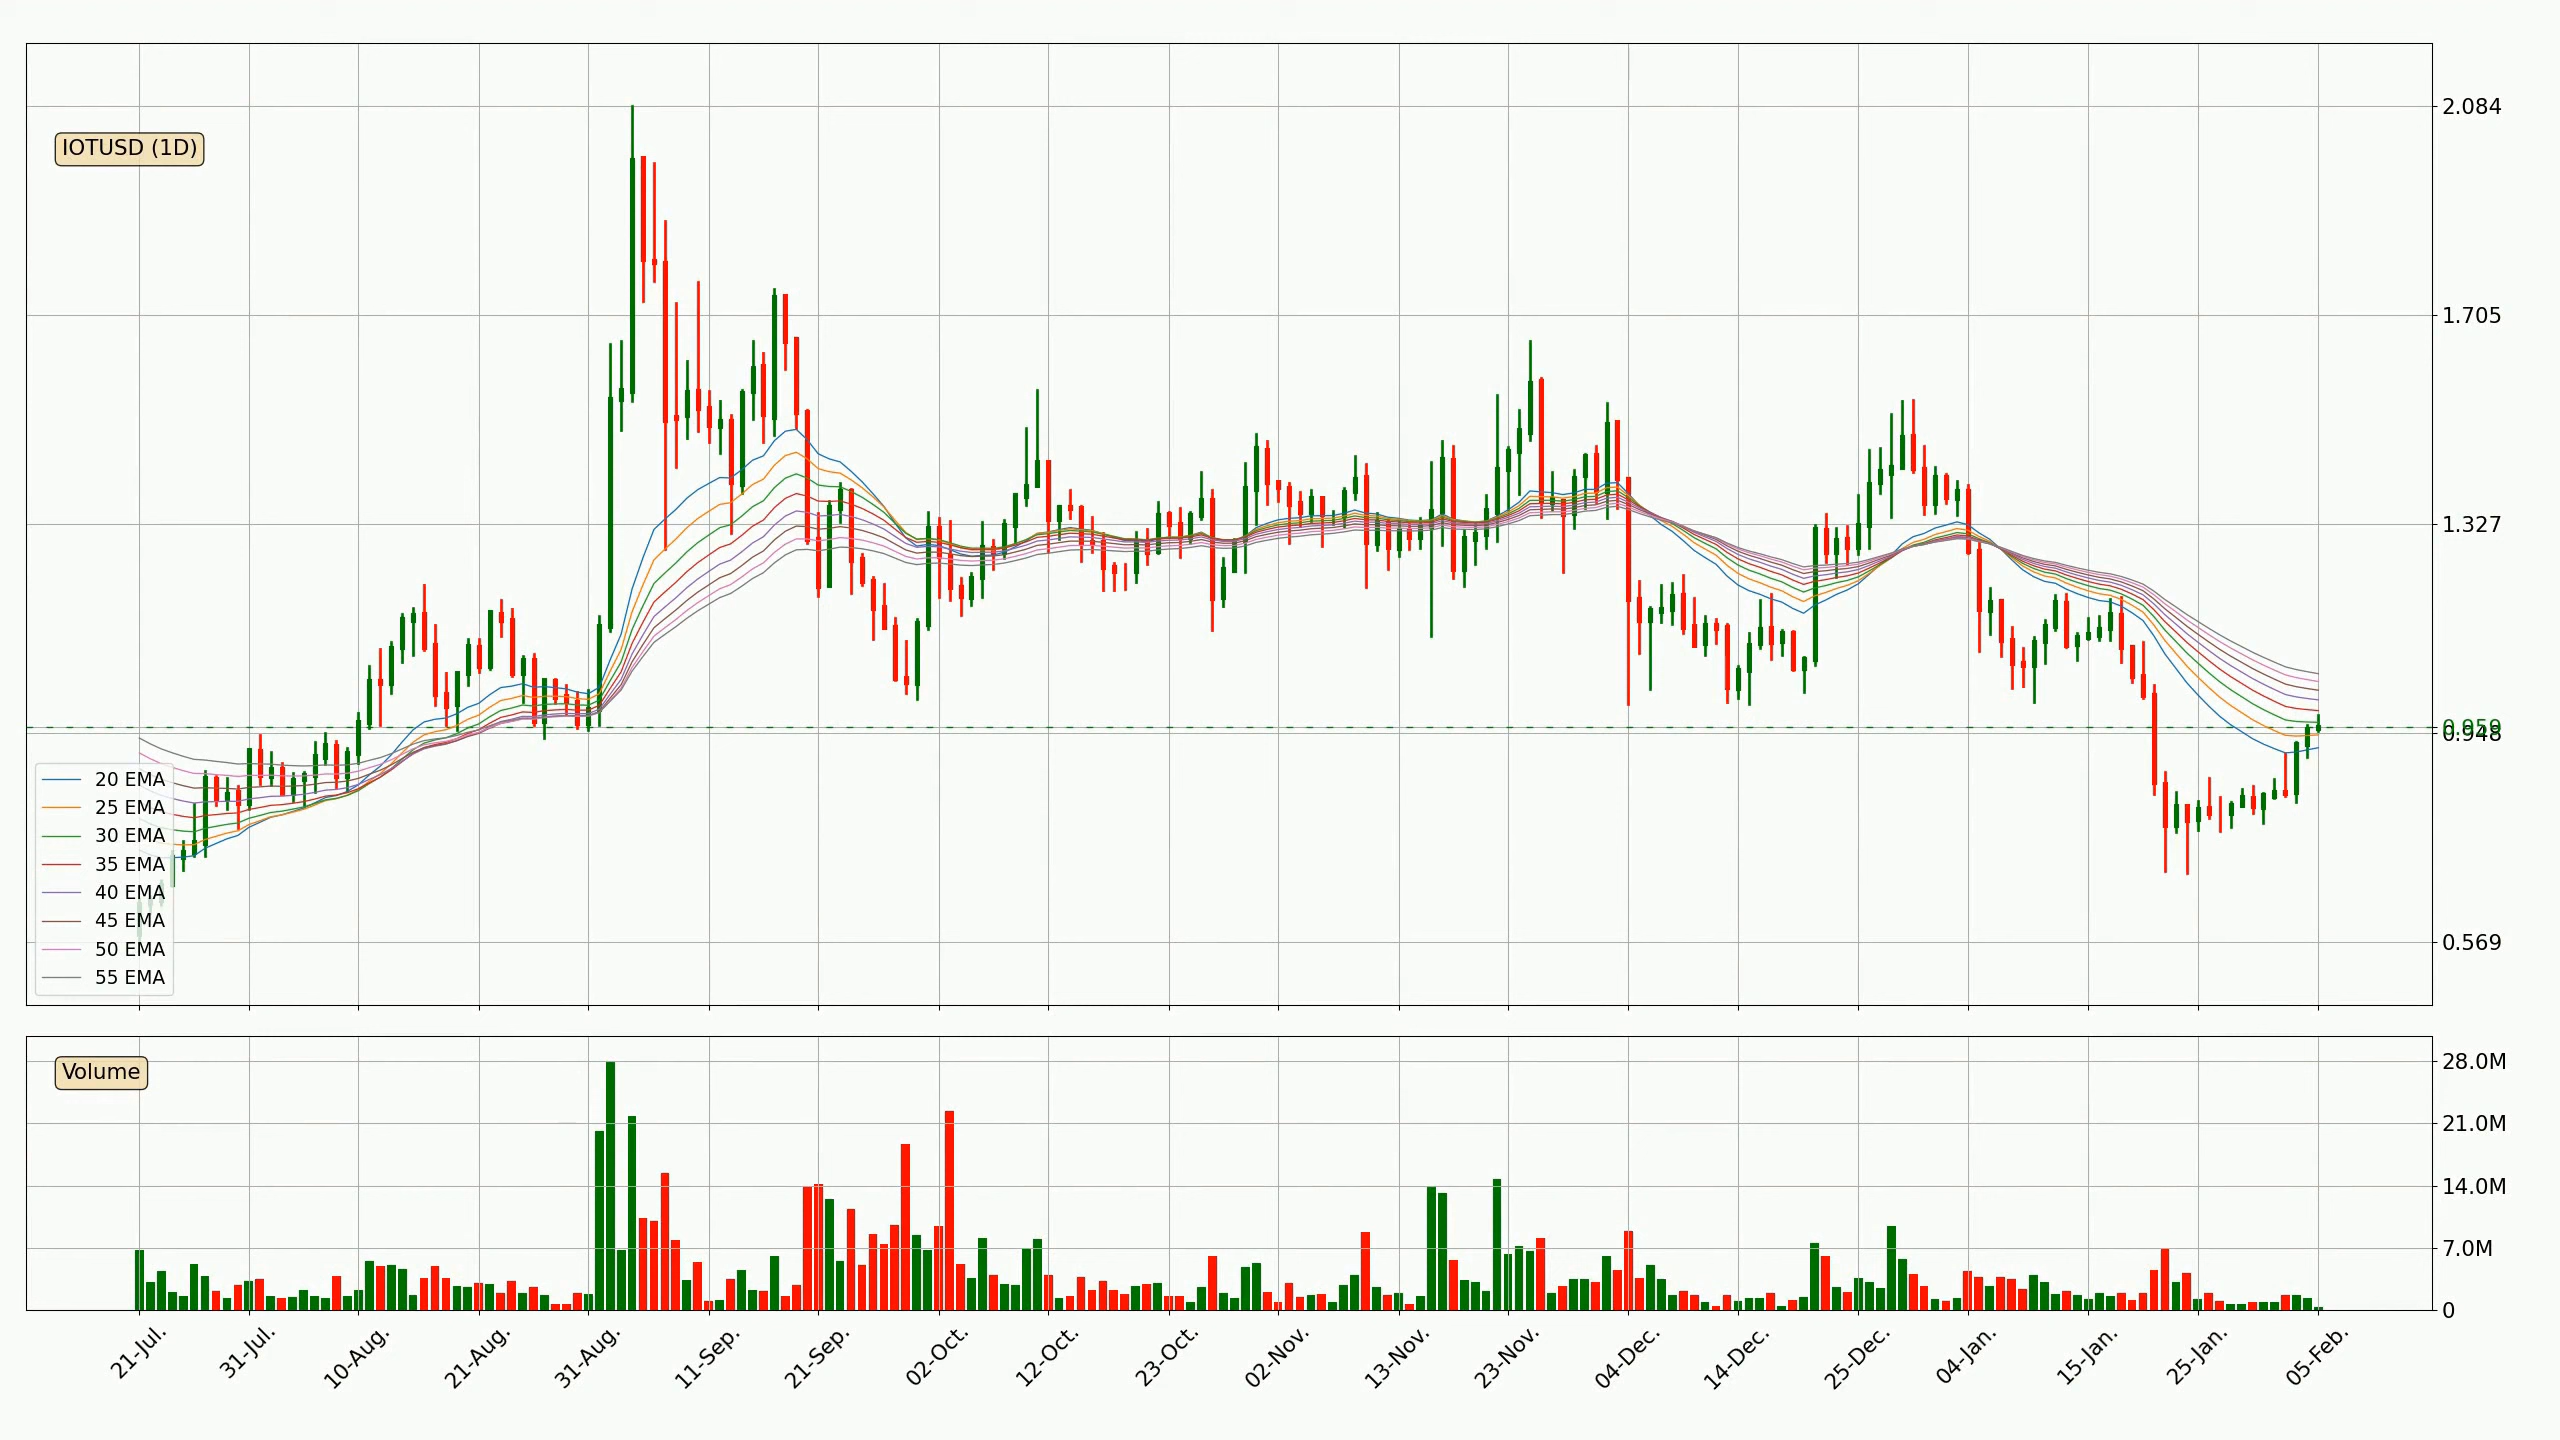 2.084
IOTUSD (1D)
1.705
1.327
0.959
0.948
20 EMA
25 EMA
30 EMA
35 EMA
40 EMA
45 EMA
50 EMA
55 EMA
0.569
Volume
28.0M
21.0M
14.0M
7.0M
0
21-Jul.
31-Jul.
10-Aug.
21-Aug.
31-Aug.
11-Sep.
21-Sep.
02-Oct.
12-Oct.
23-Oct.
02-Nov.
13-Nov.
23-Nov.
04-Dec.
14-Dec.
25-Dec.
04-Jan.
15-Jan.
25-Jan.
05-Feb.